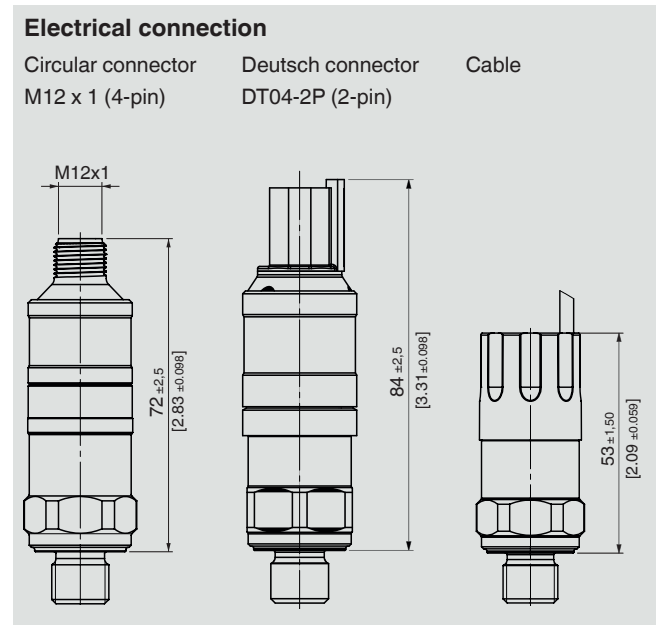 Electrical connection
Circular connector
M12 x 1 (4-pin)
Deutsch connector
DT04-2P (2-pin)
Cable
M12x1
72 ±2,5
[2.83 ±0.098]
84 ±2,5
[3.31±0.098]
53±1,50
[2.09 ±0.059]